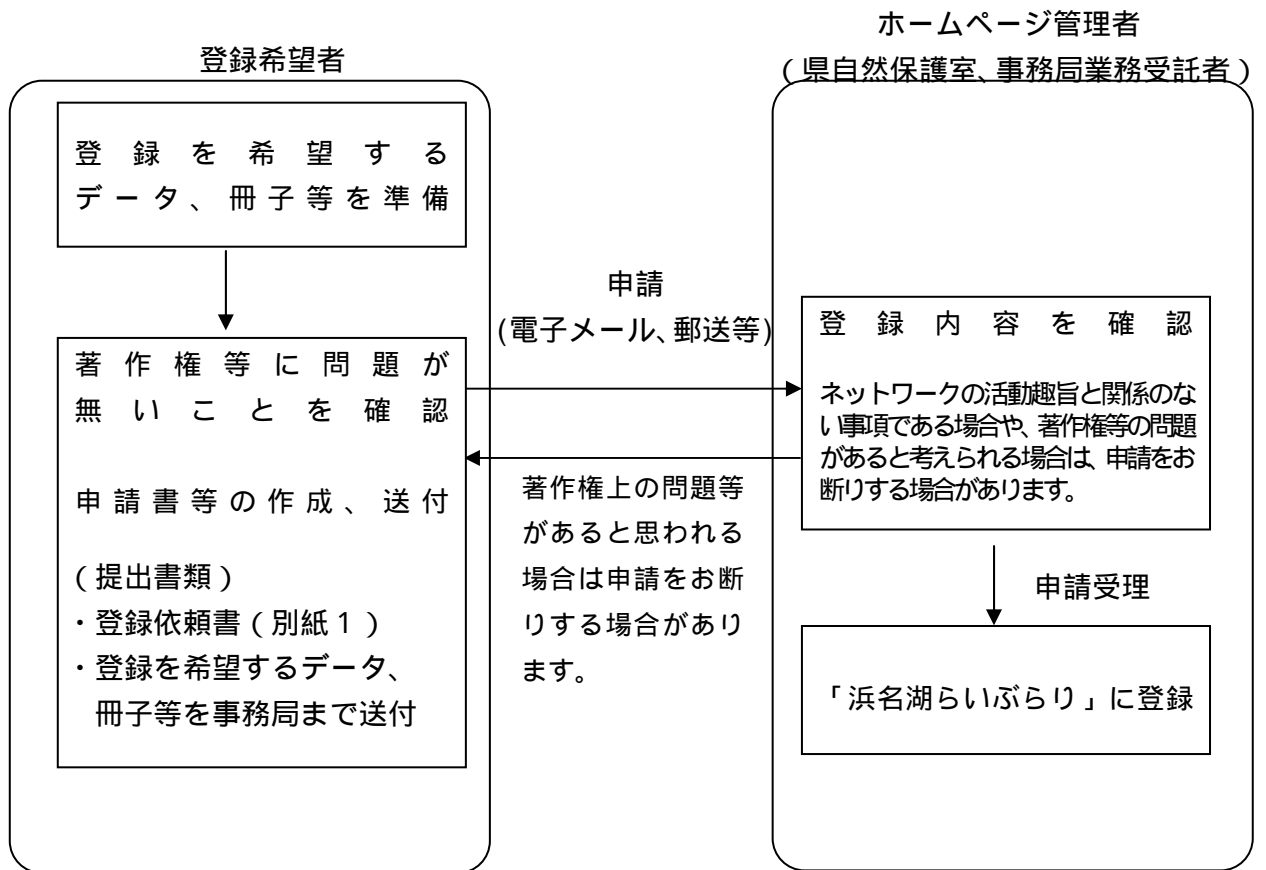 ホームページ管理者
(県自然保護室、事務局業務受託者)
登録希望者
登録を希望する
データ、冊子等を準備
著作権等に問題が
無いことを確認
申請書等の作成、送付
(提出書類)
・登録依頼書(別紙1)
・登録を希望するデータ、
冊子等を事務局まで送付
申請
(電子メール、郵送等)
著作権上の問題等
があると思われる
場合は申請をお断
りする場合があり
ます。
登録内容を確認
ネットワークの活動趣旨と関係のな
い事項である場合や、著作権等の問題
があると考えられる場合は、申請をお
断りする場合があります。
申請受理
「浜名湖らいぶらり」に登録